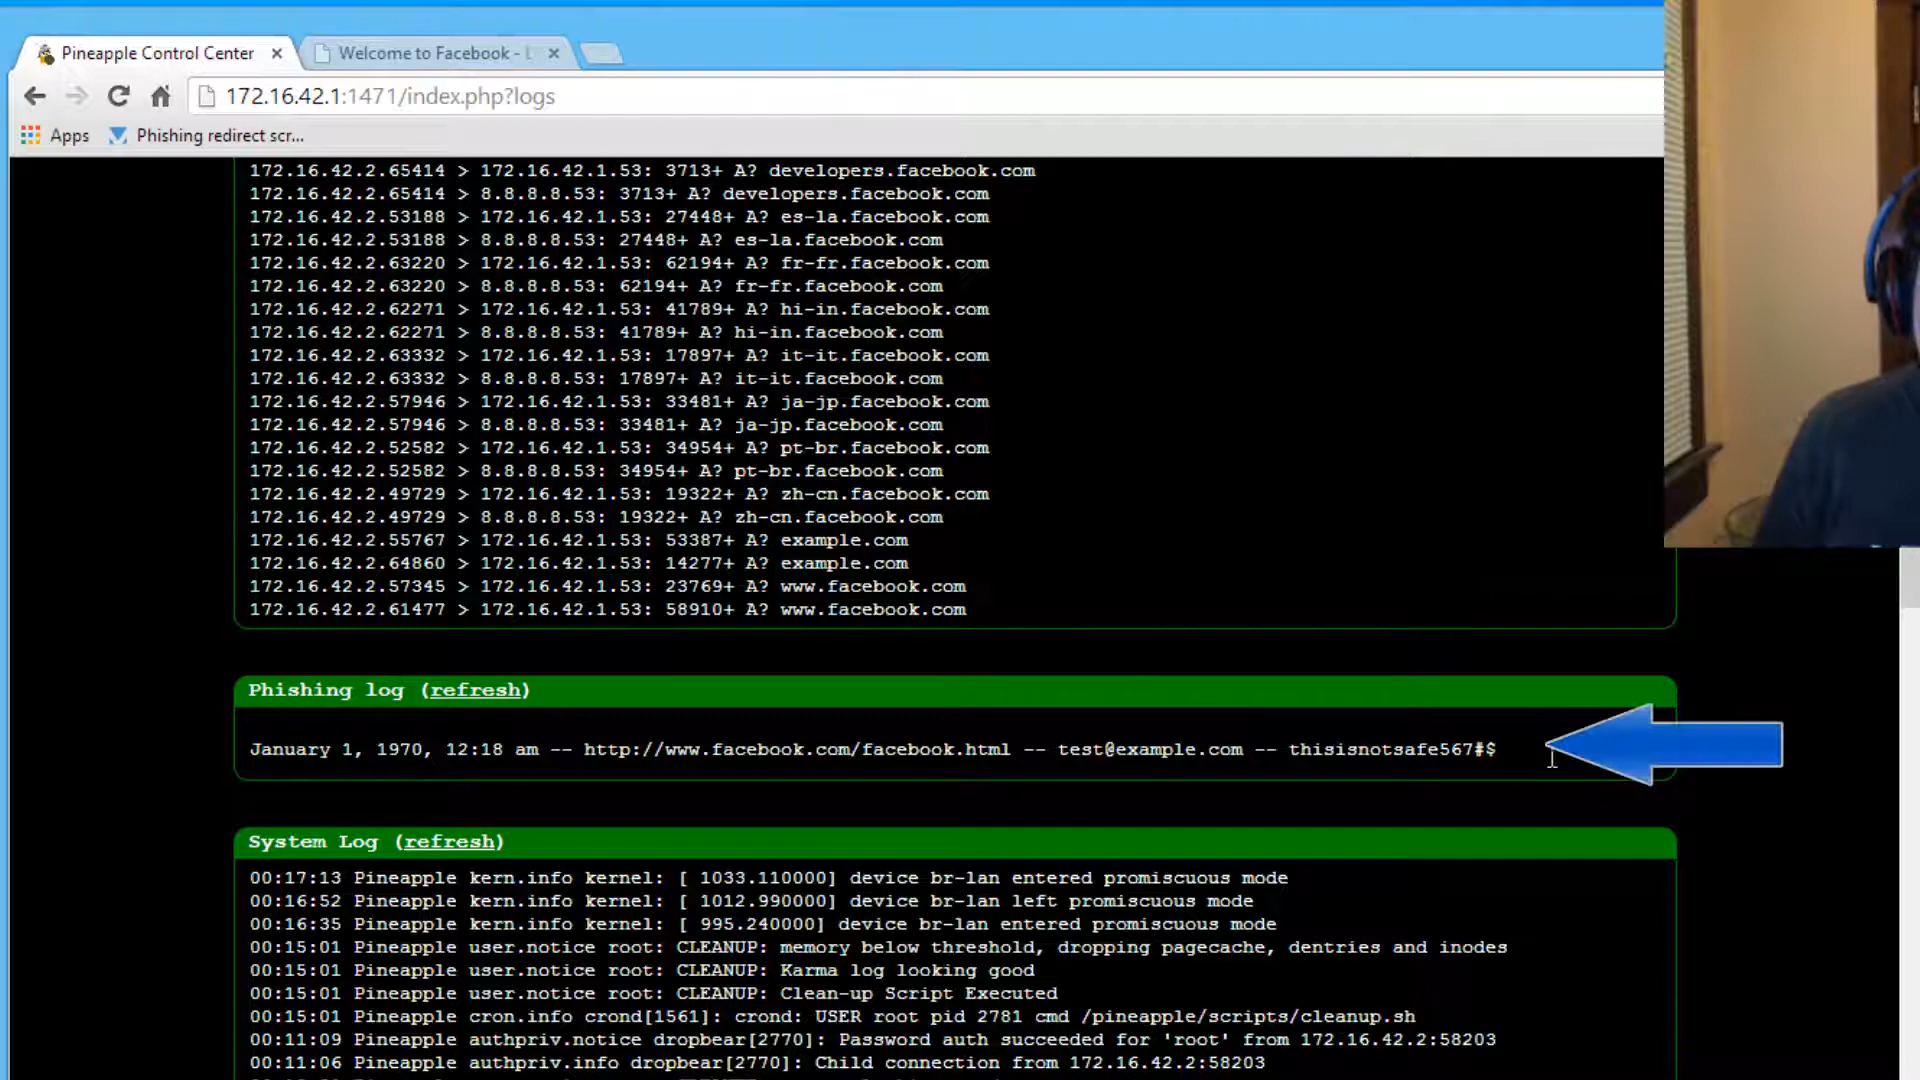 Pineapple Control Center
Welcome to Facebook - L
172.16.42.1:1471/index.php?logs
Apps
Phishing redirect scr...
172.16.42.2.65414 > 172.16.42.1.53: 3713+ A? developers.facebook.com
172.16.42.2.65414 > 8.8.8.8.53: 3713+ A? developers.facebook.com
172.16.42.2.53188 > 172.16.42.1.53: 27448+ A? es-la.facebook.com
172.16.42.2.53188 > 8.8.8.8.53: 27448+ A? es-la.facebook.com
172.16.42.2.63220 > 172.16.42.1.53: 62194+ A? fr-fr.facebook.com
172.16.42.2.63220 > 8.8.8.8.53: 62194+ A? fr-fr.facebook.com
172.16.42.2.62271 > 172.16.42.1.53: 41789+ A? hi-in.facebook.com
172.16.42.2.62271 > 8.8.8.8.53: 41789+ A? hi-in.facebook.com
172.16.42.2.63332 > 172.16.42.1.53: 17897+ A? it-it.facebook.com
172.16.42.2.63332 > 8.8.8.8.53: 17897+ A? it-it.facebook.com
172.16.42.2.57946 > 172.16.42.1.53: 33481+ A? ja-jp.facebook.com
172.16.42.2.57946 > 8.8.8.8.53: 33481+ A? ja-jp.facebook.com
172.16.42.2.52582 > 172.16.42.1.53: 34954+ A? pt-br.facebook.com
172.16.42.2.52582 > 8.8.8.8.53: 34954+ A? pt-br.facebook.com
172.16.42.2.49729 > 172.16.42.1.53: 19322+ A? zh-cn.facebook.com
172.16.42.2.49729 > 8.8.8.8.53: 19322+ A? zh-cn.facebook.com
172.16.42.2.55767 > 172.16.42.1.53: 53387+ A? example.com
172.16.42.2.64860 > 172.16.42.1.53: 14277+ A? example.com
172.16.42.2.57345 > 172.16.42.1.53: 23769+ A? www.facebook.com
172.16.42.2.61477 > 172.16.42.1.53: 58910+ A? www.facebook.com
Phishing log (refresh)
January 1, 1970, 12:18 am -- http://www.facebook.com/facebook.html -- test@example.com -- thisisnotsafe567#$
System Log (refresh)
00:17:13 Pineapple kern.info kernel: [ 1033.110000] device br-lan entered promiscuous mode
00:16:52 Pineapple kern.info kernel: [ 1012.990000] device br-lan left promiscuous mode
00:16:35 Pineapple kern.info kernel: [ 995.240000] device br-lan entered promiscuous mode
00:15:01 Pineapple user.notice root: CLEANUP: memory below threshold, dropping pagecache, dentries and inodes
00:15:01 Pineapple user.notice root: CLEANUP: Karma log looking good
00:15:01 Pineapple user.notice root: CLEANUP: Clean-up Script Executed
00:15:01 Pineapple cron.info crond[1561]: crond: USER root pid 2781 cmd /pineapple/scripts/cleanup.sh
00:11:09 Pineapple authpriv.notice dropbear[2770]: Password auth succeeded for 'root' from 172.16.42.2:58203
00:11:06 Pineapple authpriv.info dropbear[2770]: Child connection from 172.16.42.2:58203